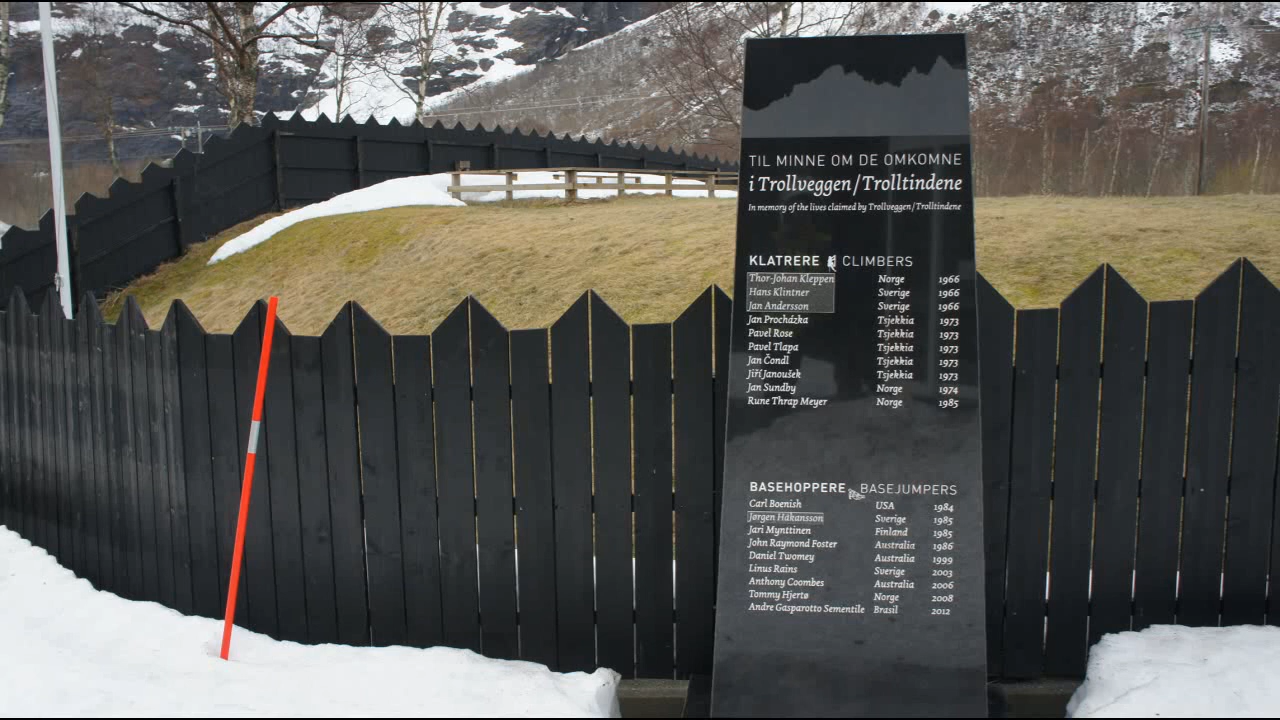 TIL MINNE OM DE OMKOMNE
i Trollveggen/Trolltindene
In memory of the lives claimed by Trollveggen/Trolltindene
KLATRERE CLIMBERS
Thor-Johan Kleppen Norge 1966
Hans Klintner Sverige 1966
Jan Andersson Sverige 1966
Jan Procházka Tsjekkia 1973
Pavel Rose Tsjekkia 1973
Pavel Tlapa Tsjekkia 1973
Jan Čondl Tsjekkia 1973
Jiří Janoušek Tsjekkia 1973
Jan Sundby Norge 1974
Rune Thrap Meyer Norge 1985
BASEHOPPERE BASEJUMPERS
Carl Boenish USA 1984
Jørgen Håkansson Sverige 1985
Jari Mynttinen Finland 1985
John Raymond Foster Australia 1986
Daniel Twomey Australia 1999
Linus Rains Sverige 2003
Anthony Coombes Australia 2006
Tommy Hjertø Norge 2008
Andre Gasparotto Sementile Brasil 2012